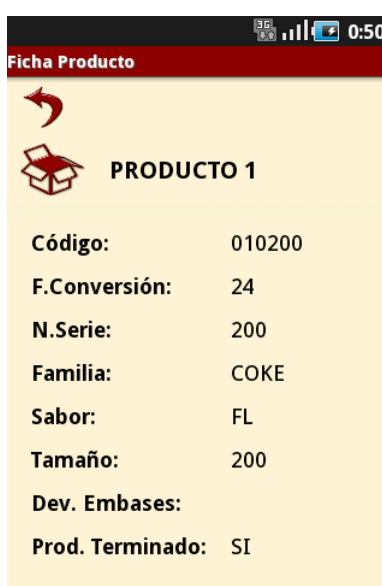 3G 0:50
Ficha Producto
PRODUCTO 1
Código: 010200
F.Conversión: 24
N.Serie: 200
Familia: COKE
Sabor: FL
Tamaño: 200
Dev. Embases:
Prod. Terminado: SI